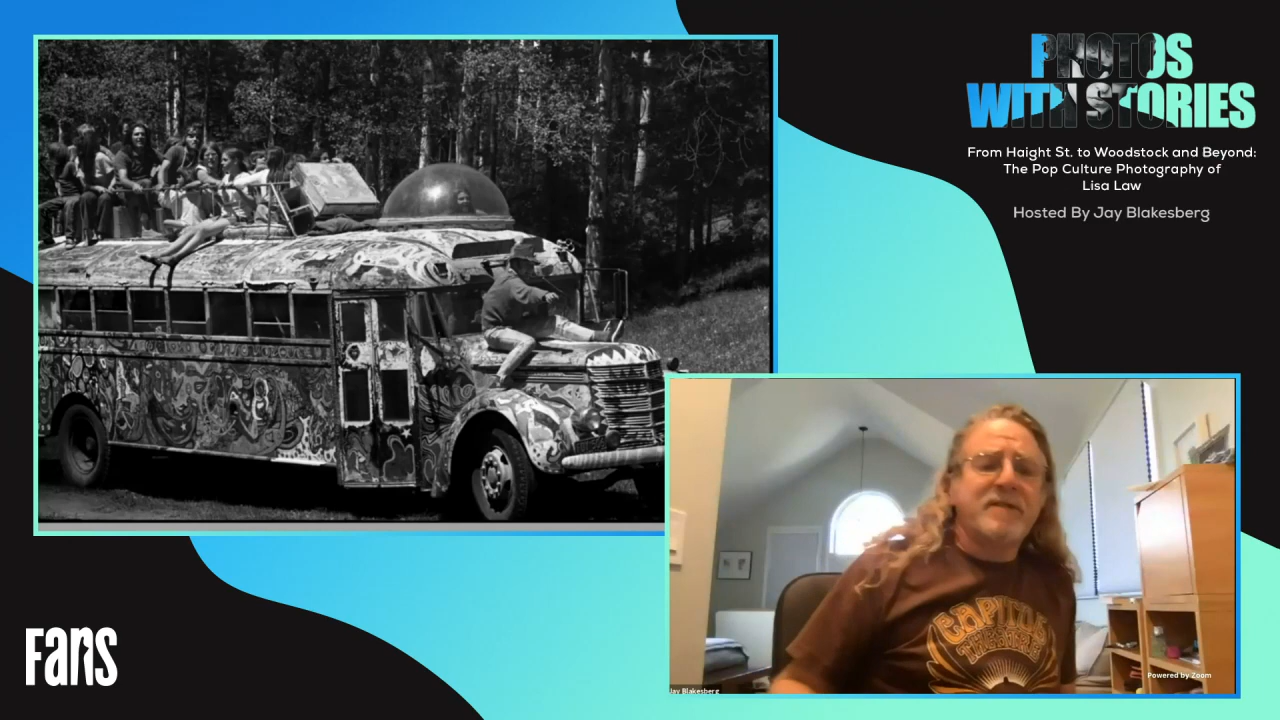 PHOTOS
WITH STORIES
From Haight St. to Woodstock and Beyond:
The Pop Culture Photography of
Lisa Law
Hosted By Jay Blakesberg
CAPITOL
THEATRE
Powered by Zoom
Jay Blakesberg
Fans